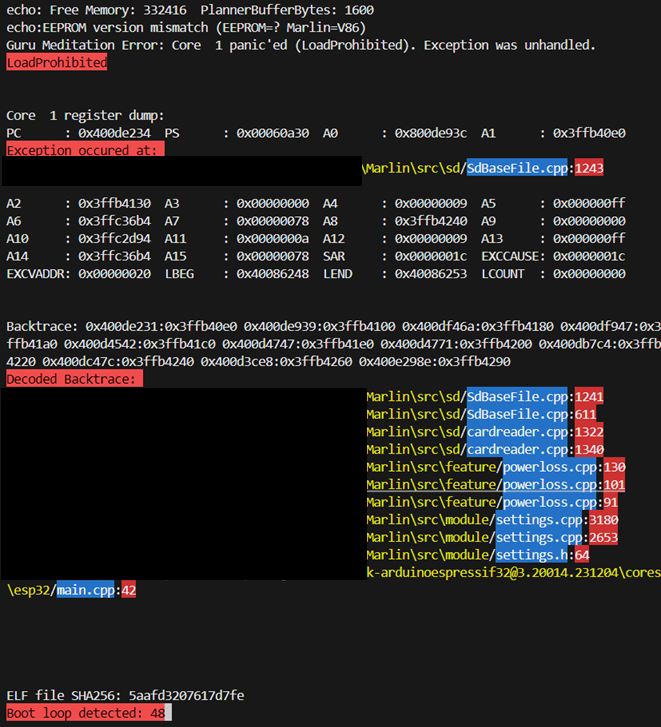 echo: Free Memory: 332416  PlannerBufferBytes: 1600
echo:EEPROM version mismatch (EEPROM=? Marlin=V86)
Guru Meditation Error: Core  1 panic'ed (LoadProhibited). Exception was unhandled.
LoadProhibited
Core  1 register dump:
PC      : 0x400de234  PS      : 0x00060a30  A0      : 0x800de93c  A1      : 0x3ffb40e0
Exception occured at:
\Marlin\src\sd/SdBaseFile.cpp:1243
A2      : 0x3ffb4130  A3      : 0x00000000  A4      : 0x00000009  A5      : 0x000000ff
A6      : 0x3ffc36b4  A7      : 0x00000078  A8      : 0x3ffb4240  A9      : 0x00000000
A10     : 0x3ffc2d94  A11     : 0x0000000a  A12     : 0x00000009  A13     : 0x000000ff
A14     : 0x3ffc36b4  A15     : 0x00000078  SAR     : 0x0000001c  EXCCAUSE: 0x0000001c
EXCVADDR: 0x00000020  LBEG    : 0x40086248  LEND    : 0x40086253  LCOUNT  : 0x00000000
Backtrace: 0x400de231:0x3ffb40e0 0x400de939:0x3ffb4100 0x400df46a:0x3ffb4180 0x400df947:0x3
ffb41a0 0x400d4542:0x3ffb41c0 0x400d4747:0x3ffb41e0 0x400d4771:0x3ffb4200 0x400db7c4:0x3ffb
4220 0x400dc47c:0x3ffb4240 0x400d3ce8:0x3ffb4260 0x400e298e:0x3ffb4290
Decoded Backtrace:
Marlin\src\sd/SdBaseFile.cpp:1241
Marlin\src\sd/SdBaseFile.cpp:611
Marlin\src\sd/cardreader.cpp:1322
Marlin\src\sd/cardreader.cpp:1340
Marlin\src\feature/powerloss.cpp:130
Marlin\src\feature/powerloss.cpp:101
Marlin\src\feature/powerloss.cpp:91
Marlin\src\module/settings.cpp:3180
Marlin\src\module/settings.cpp:2653
Marlin\src\module/settings.h:64
k-arduinoespressif32@3.20014.231204\cores
\esp32/main.cpp:42
ELF file SHA256: 5aafd3207617d7fe
Boot loop detected: 48